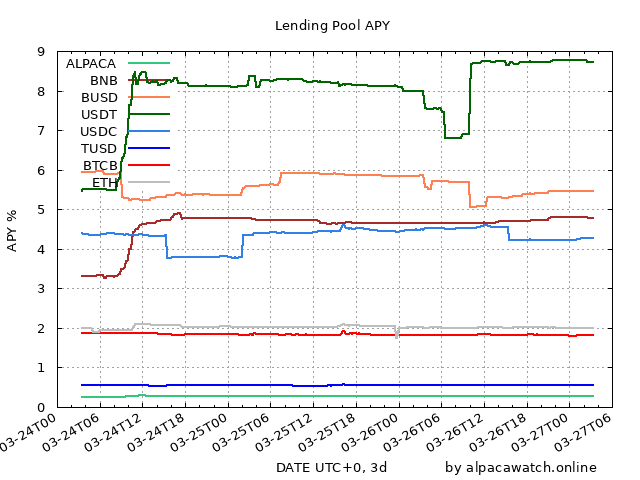 Lending Pool APY
9
8
7
6
5
4
3
2
1
0
APY %
ALPACA
BNB
BUSD
USDT
USDC
TUSD
BTCB
ETH
03-24T00
03-24T06
03-24T12
03-24T18
03-25T00
03-25T06
03-25T12
03-25T18
03-26T00
03-26T06
03-26T12
03-26T18
03-27T00
03-27T06
DATE UTC+0, 3d
by alpacawatch.online